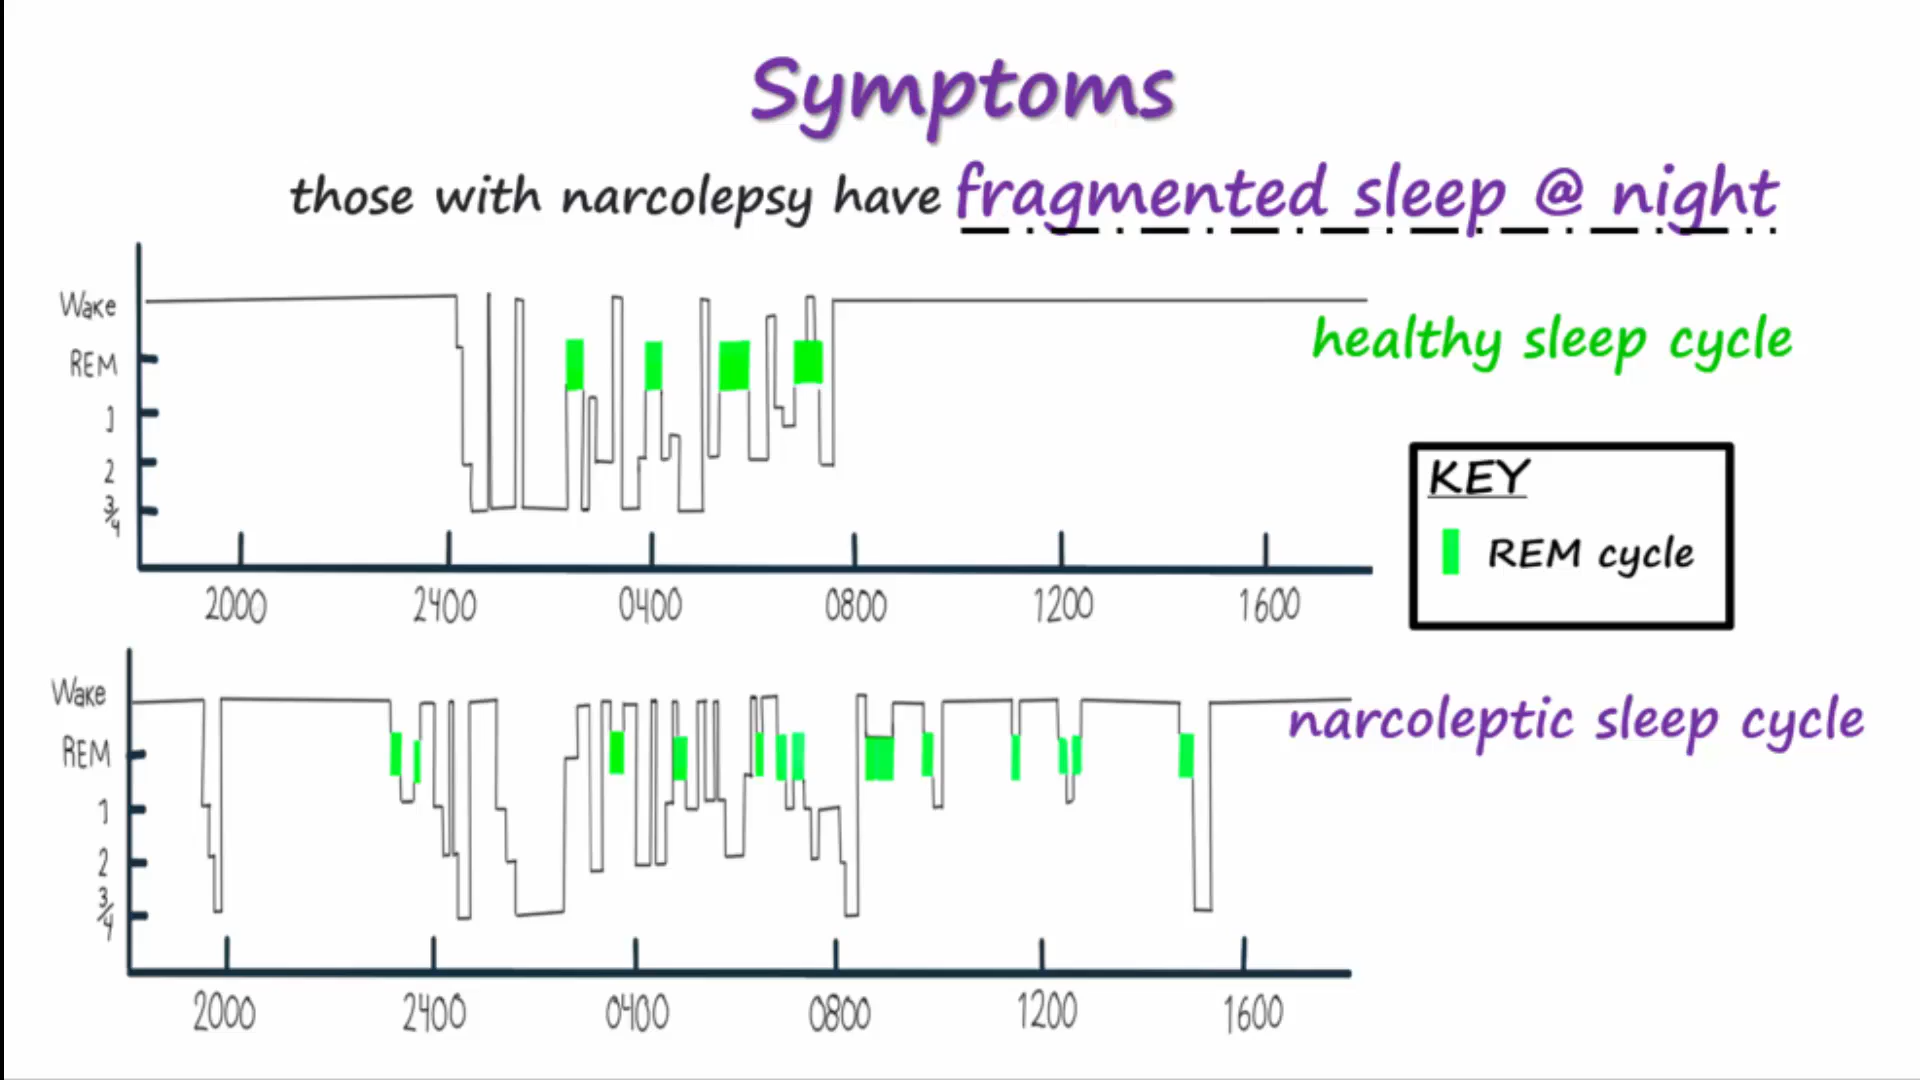 Symptoms
those with narcolepsy have fragmented sleep @ night
Wake
REM
1
2
3/4
healthy sleep cycle
KEY
REM cycle
2000 2400 0400 0800 1200 1600
Wake
REM
1
2
3/4
narcoleptic sleep cycle
2000 2400 0400 0800 1200 1600